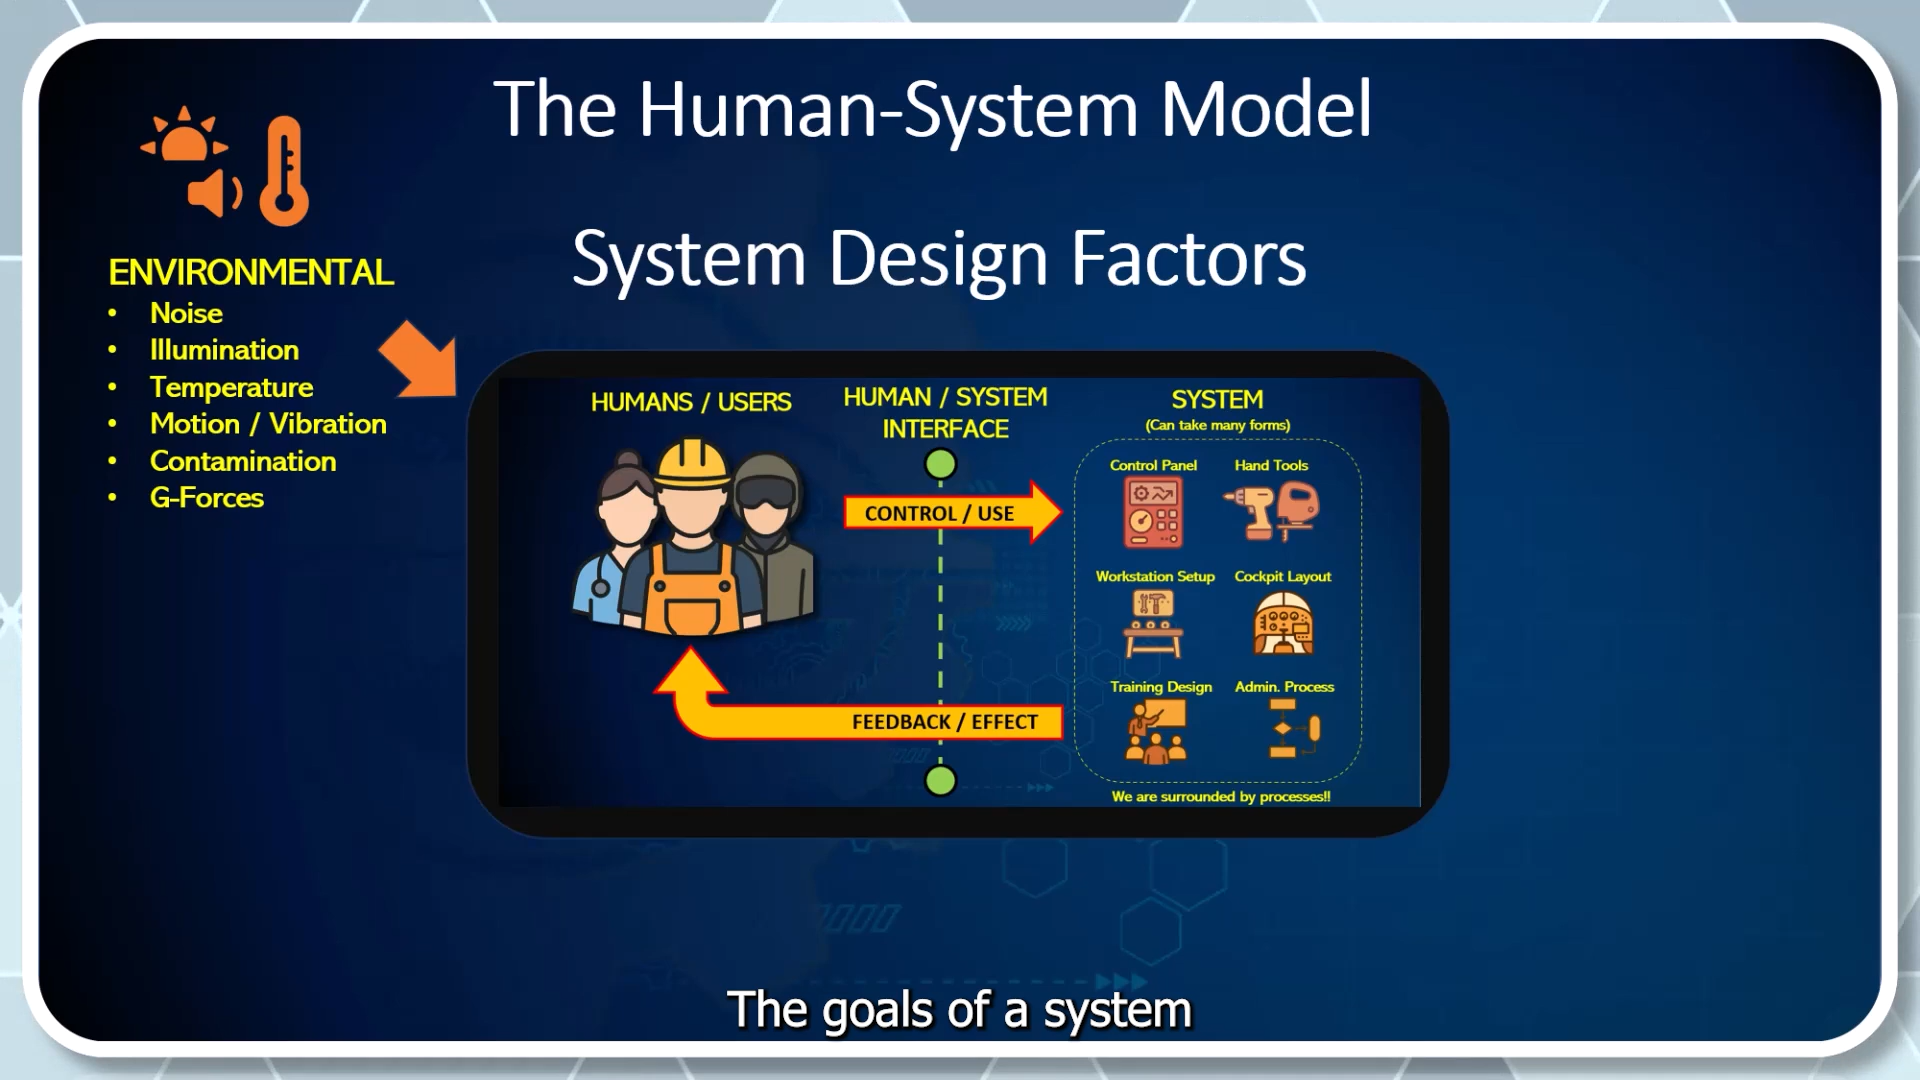 The Human-System Model
System Design Factors
ENVIRONMENTAL
• Noise
• Illumination
• Temperature
• Motion / Vibration
• Contamination
• G-Forces
HUMANS / USERS
HUMAN / SYSTEM
INTERFACE
CONTROL / USE
FEEDBACK / EFFECT
SYSTEM
(Can take many forms)
Control Panel
Hand Tools
Workstation Setup
Cockpit Layout
Training Design
Admin. Process
We are surrounded by processes!!
The goals of a system